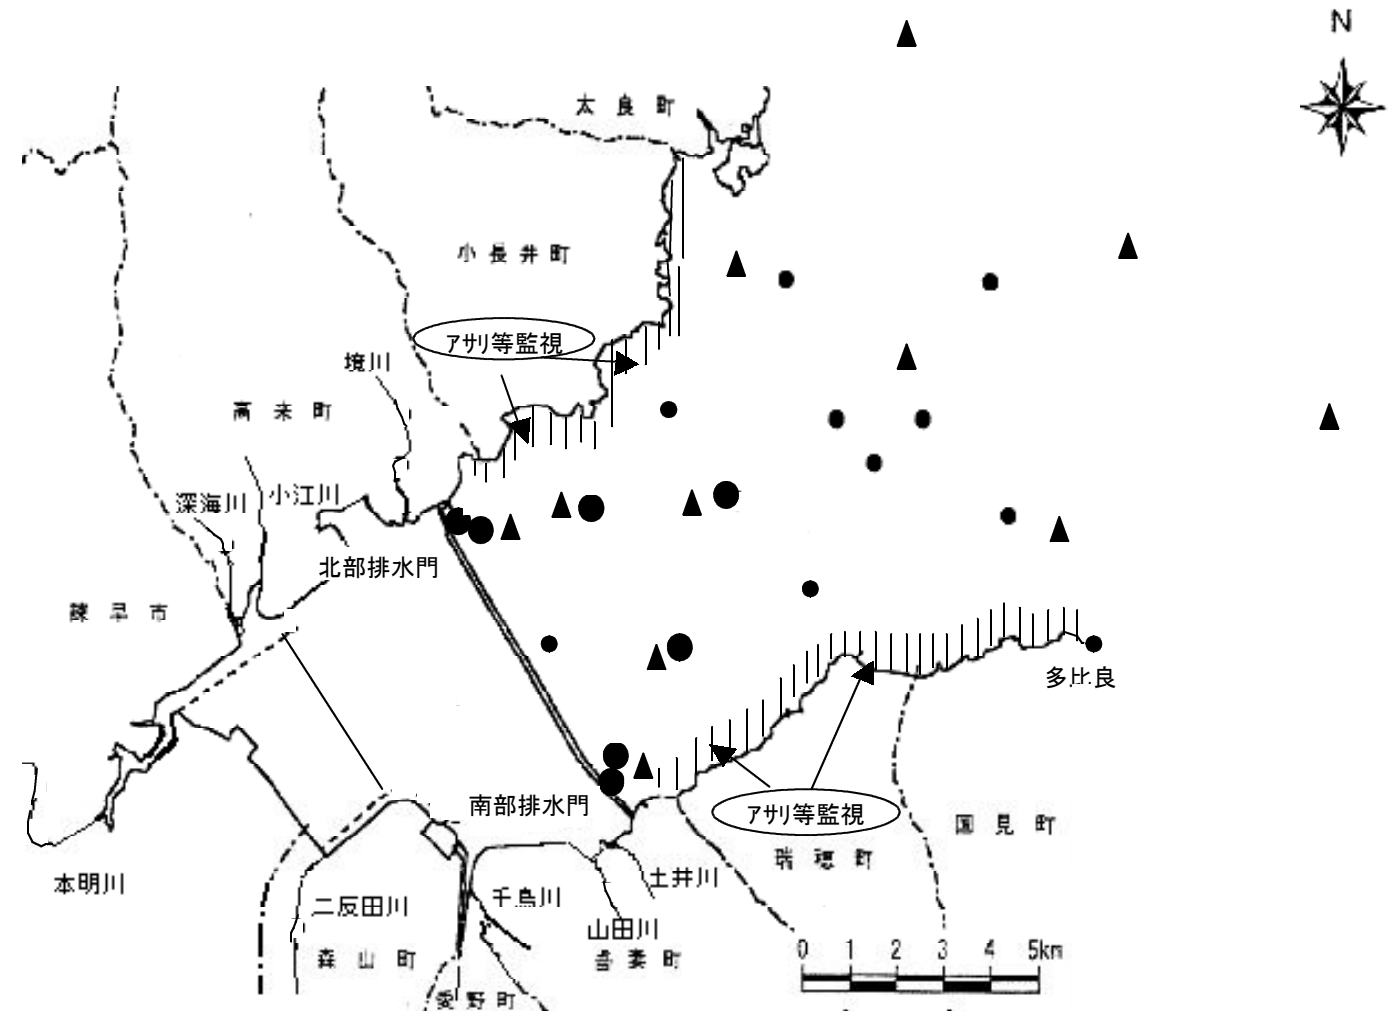 N
太良町
小長井町
ｱｻﾘ等監視
境川
高来町
深海川
小江川
北部排水門
諫早市
多比良
南部排水門
ｱｻﾘ等監視
国見町
瑞穂町
本明川
二反田川
千鳥川
土井川
山田川
森山町
吾妻町
愛野町
0 1 2 3 4 5km